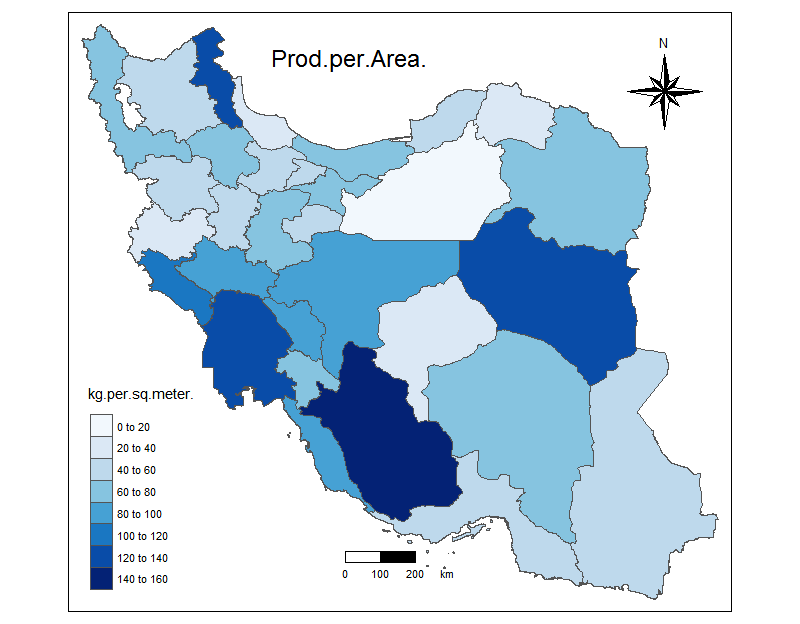 Prod.per.Area.
N
kg.per.sq.meter.
0 to 20
20 to 40
40 to 60
60 to 80
80 to 100
100 to 120
120 to 140
140 to 160
0 100 200 km